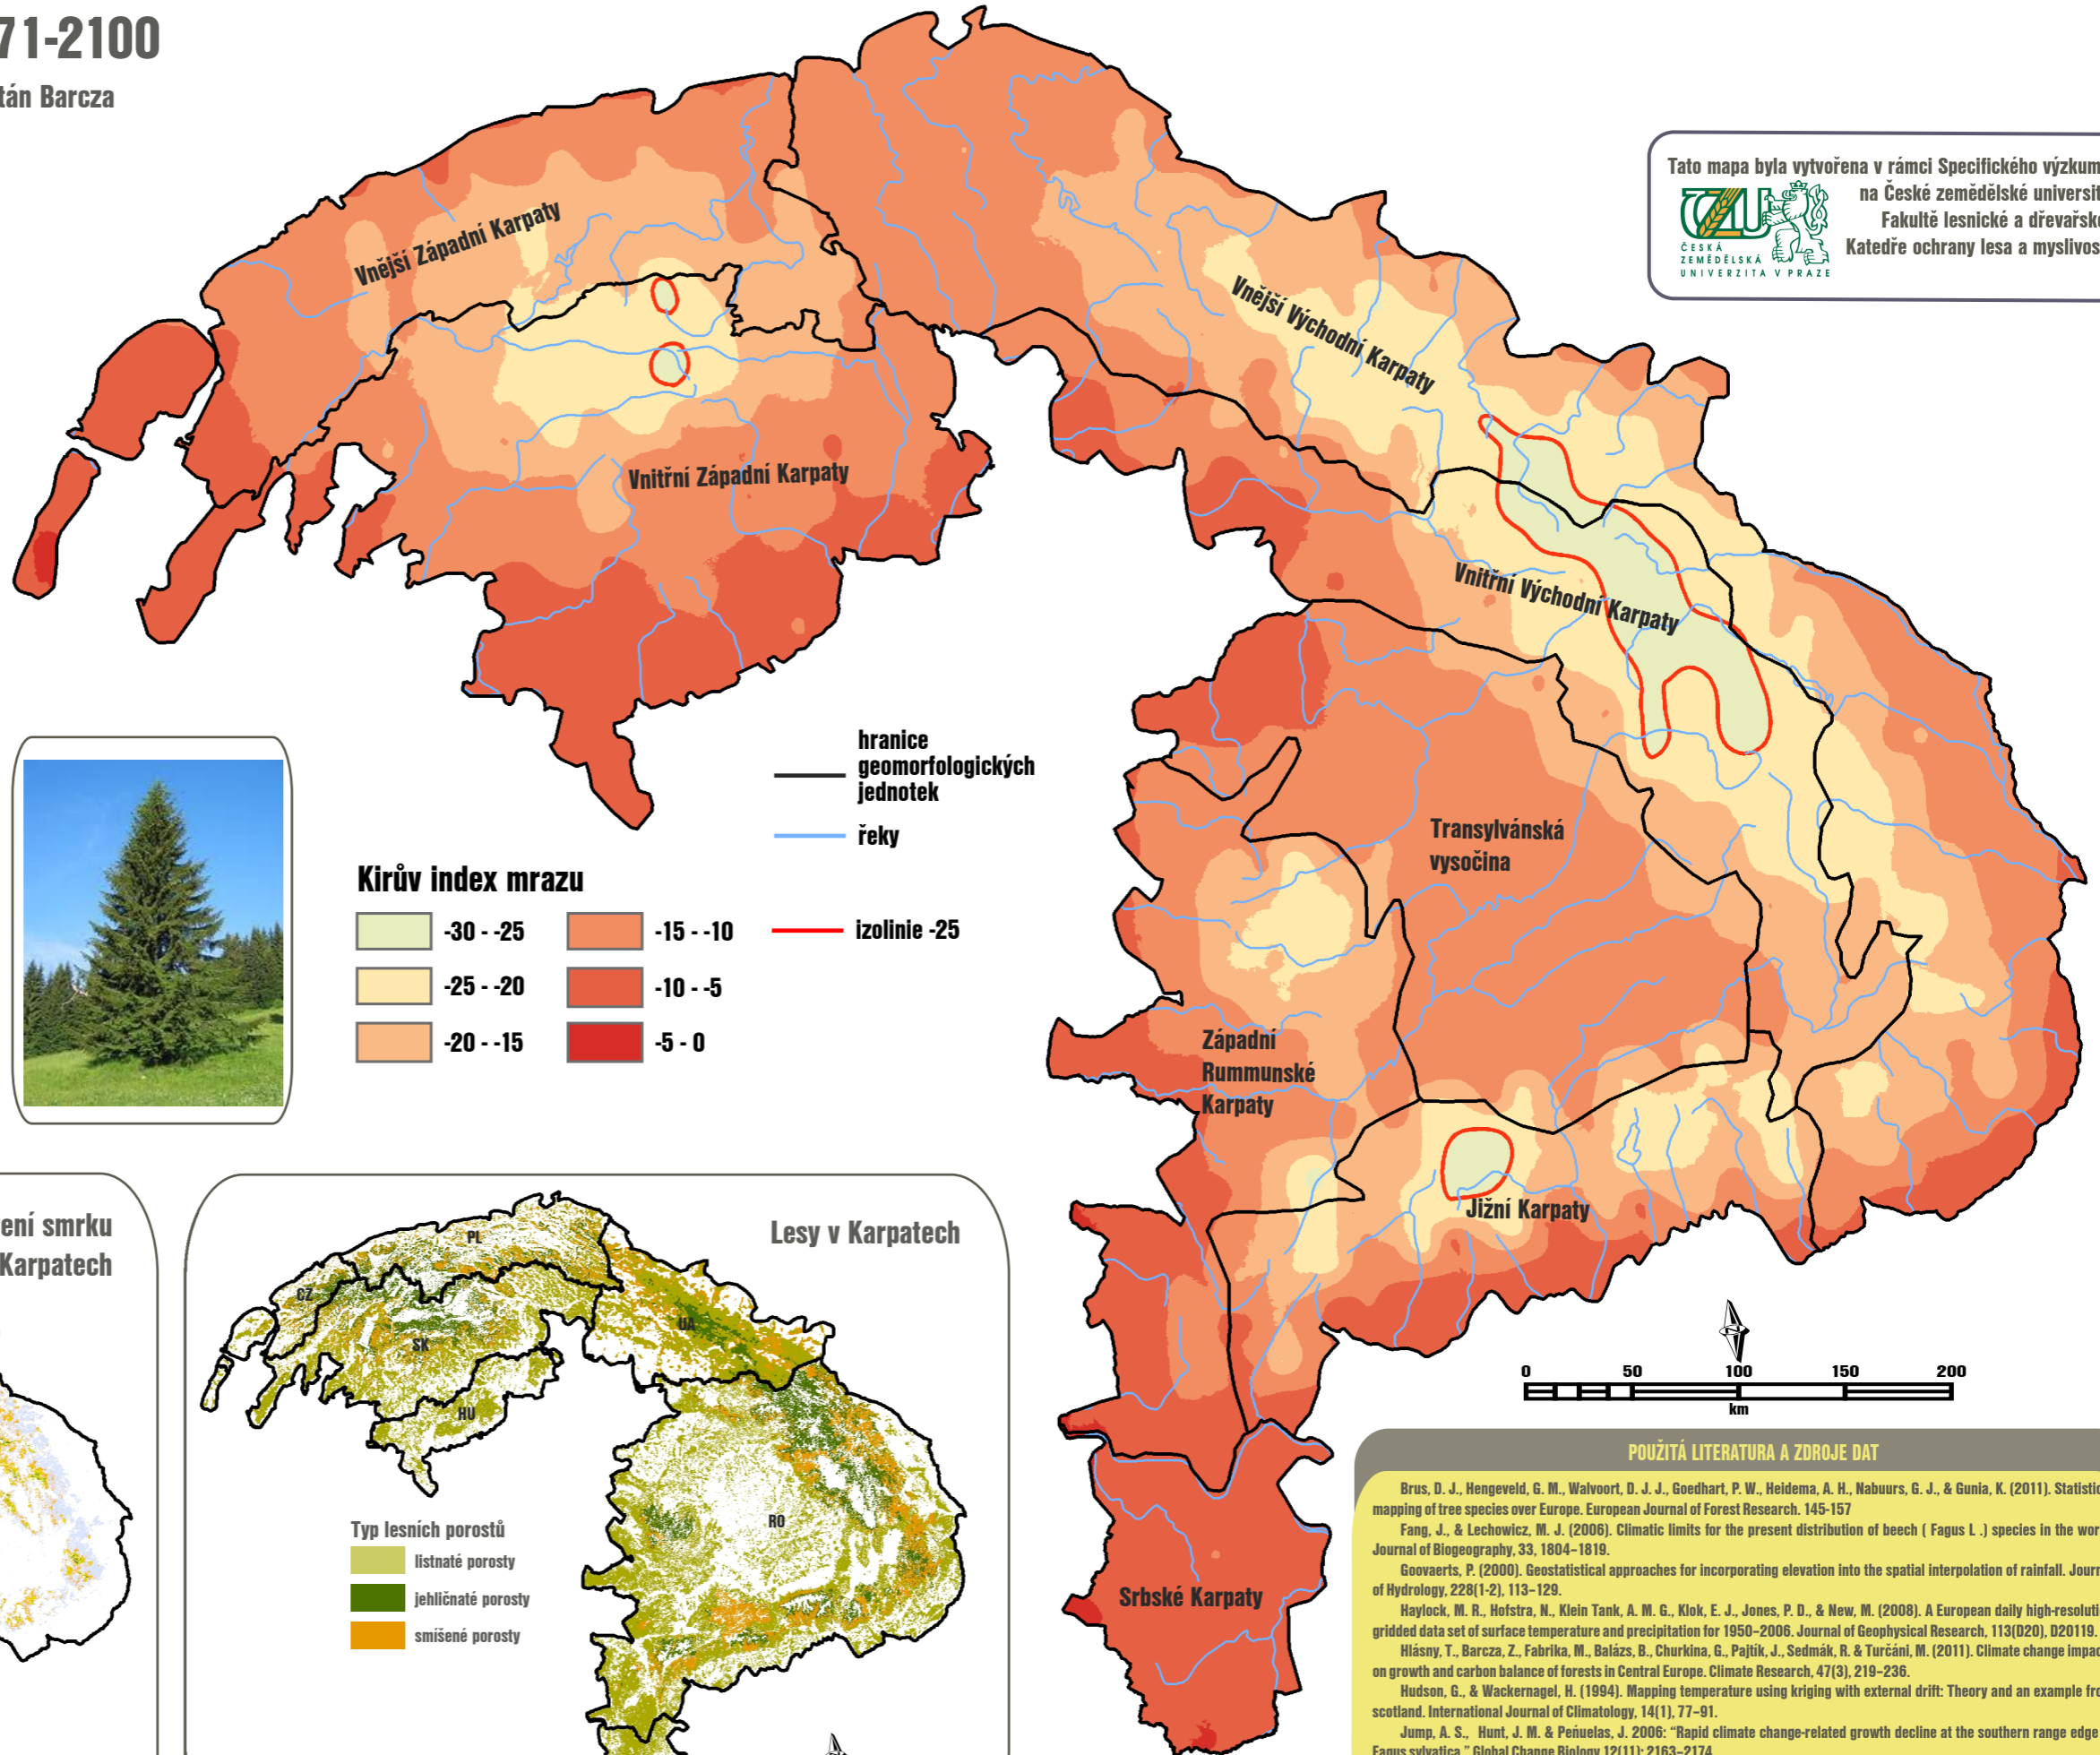 71-2100
tán Barcza
Tato mapa byla vytvořena v rámci Specifického výzkum
na České zemědělské universit
Fakultě lesnické a dřevařsk
Katedře ochrany lesa a myslivos
ČZU
ČESKÁ
ZEMĚDĚLSKÁ
UNIVERZITA V PRAZE
Vnější Západní Karpaty
Vnější Východní Karpaty
Vnitřní Západní Karpaty
Vnitřní Východní Karpaty
Transylvánská
vysočina
Západní
Rummunské
Karpaty
Jižní Karpaty
Srbské Karpaty
hranice
geomorfologických
jednotek
řeky
izolinie -25
Kirův index mrazu
-30 - -25
-25 - -20
-20 - -15
-15 - -10
-10 - -5
-5 - 0
0 50 100 150 200
km
ení smrku
Karpatech
Lesy v Karpatech
PL
CZ
SK
UA
HU
RO
Typ lesních porostů
listnaté porosty
jehličnaté porosty
smíšené porosty
POUŽITÁ LITERATURA A ZDROJE DAT
Brus, D. J., Hengeveld, G. M., Walvoort, D. J. J., Goedhart, P. W., Heidema, A. H., Nabuurs, G. J., & Gunia, K. (2011). Statistic
mapping of tree species over Europe. European Journal of Forest Research. 145-157
Fang, J., & Lechowicz, M. J. (2006). Climatic limits for the present distribution of beech ( Fagus L .) species in the wor
Journal of Biogeography, 33, 1804–1819.
Goovaerts, P. (2000). Geostatistical approaches for incorporating elevation into the spatial interpolation of rainfall. Journ
of Hydrology, 228(1-2), 113–129.
Haylock, M. R., Hofstra, N., Klein Tank, A. M. G., Klok, E. J., Jones, P. D., & New, M. (2008). A European daily high-resoluti
gridded data set of surface temperature and precipitation for 1950–2006. Journal of Geophysical Research, 113(D20), D20119.
Hlásny, T., Barcza, Z., Fabrika, M., Balázs, B., Churkina, G., Pajtík, J., Sedmák, R. & Turčáni, M. (2011). Climate change impac
on growth and carbon balance of forests in Central Europe. Climate Research, 47(3), 219–236.
Hudson, G., & Wackernagel, H. (1994). Mapping temperature using kriging with external drift: Theory and an example fro
scotland. International Journal of Climatology, 14(1), 77–91.
Jump, A. S., Hunt, J. M. & Peńuelas, J. 2006: “Rapid climate change-related growth decline at the southern range edge
Fagus sylvatica.” Global Change Biology 12(11): 2163–2174